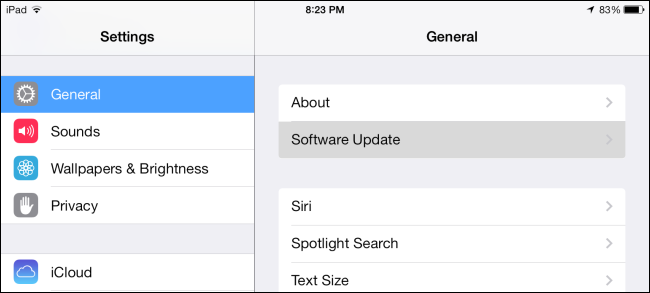 iPad 8:23 PM 83%
Settings
General
General
Sounds
Wallpapers & Brightness
Privacy
iCloud
About
Software Update
Siri
Spotlight Search
Text Size